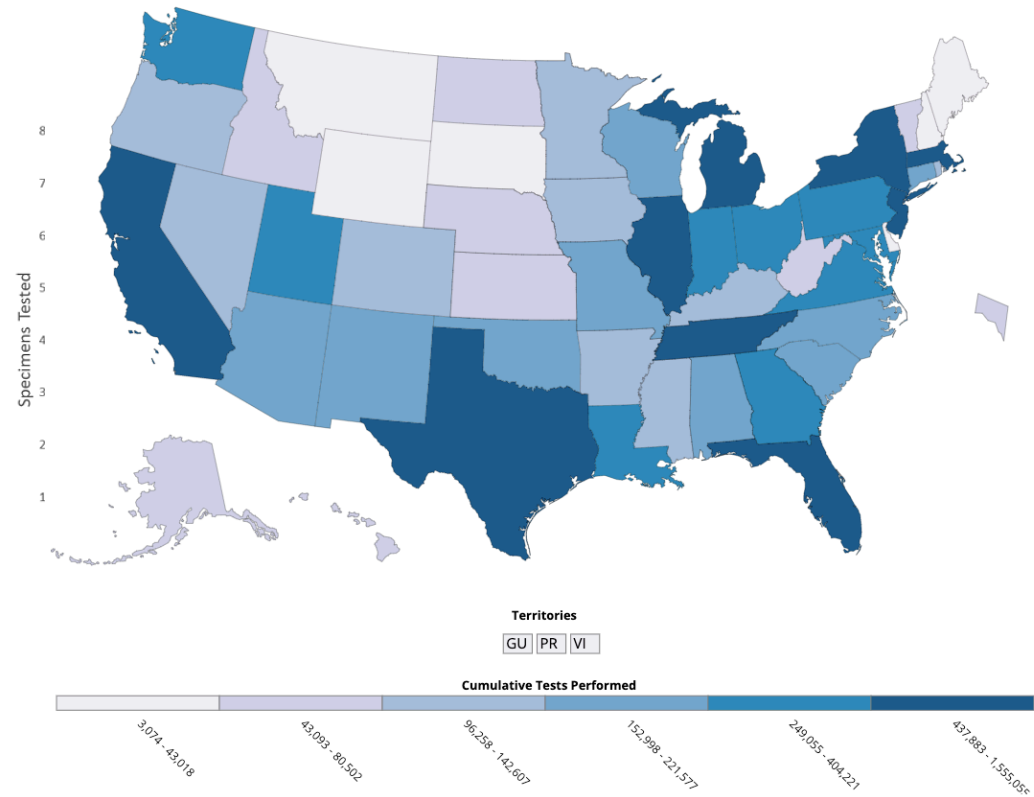 Specimens Tested
8
7
6
5
4
3
2
1
Territories
GU PR VI
Cumulative Tests Performed
3,074 - 43,018
43,093 - 80,502
96,258 - 142,607
152,998 - 221,577
249,055 - 404,221
437,883 - 1,555,055